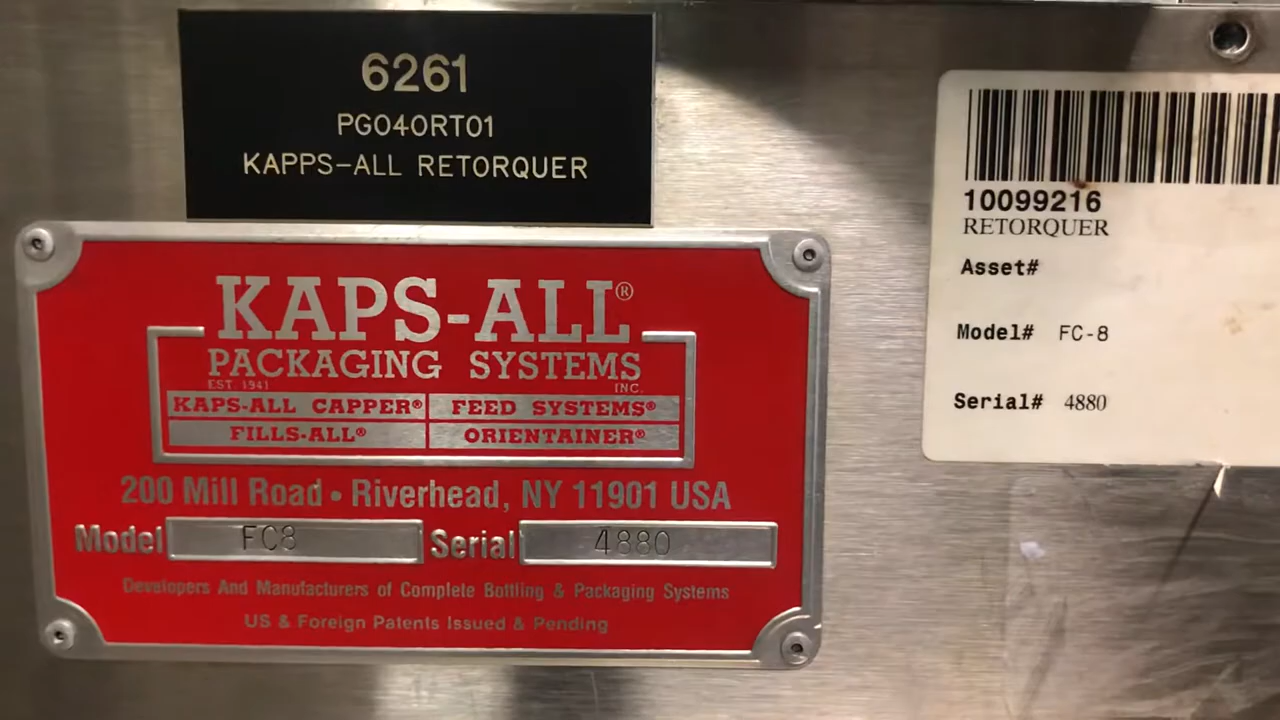 6261
PG040RT01
KAPPS-ALL RETORQUER
KAPS-ALL®
PACKAGING SYSTEMS
EST. 1941 INC.
KAPS-ALL CAPPER® FEED SYSTEMS®
FILLS-ALL® ORIENTAINER®
200 Mill Road • Riverhead, NY 11901 USA
Model FC8 Serial 4880
Developers And Manufacturers of Complete Bottling & Packaging Systems
US & Foreign Patents Issued & Pending
10099216
RETORQUER
Asset#
Model# FC-8
Serial# 4880